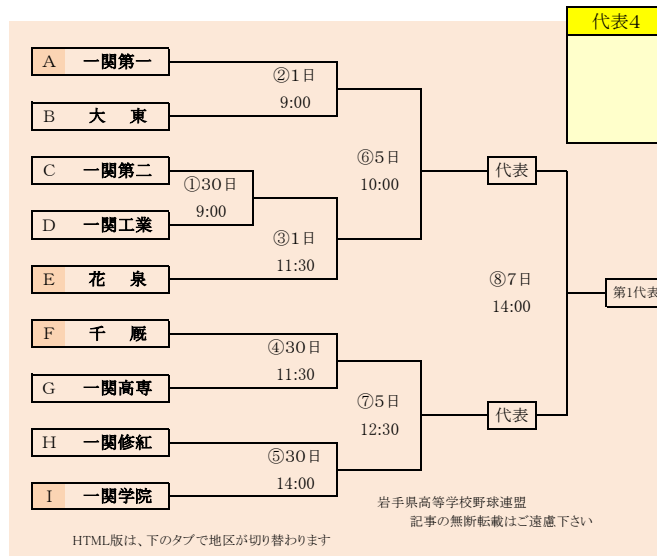 代表4
A 一関第一
②1日
9:00
B 大 東
C 一関第二
①30日
9:00
D 一関工業
③1日
11:30
E 花 泉
⑥5日
10:00
代表
F 千 厩
④30日
11:30
G 一関高専
H 一関修紅
⑤30日
14:00
I 一関学院
⑦5日
12:30
代表
⑧7日
14:00
第1代表
岩手県高等学校野球連盟
記事の無断転載はご遠慮下さい
HTML版は、下のタブで地区が切り替わります